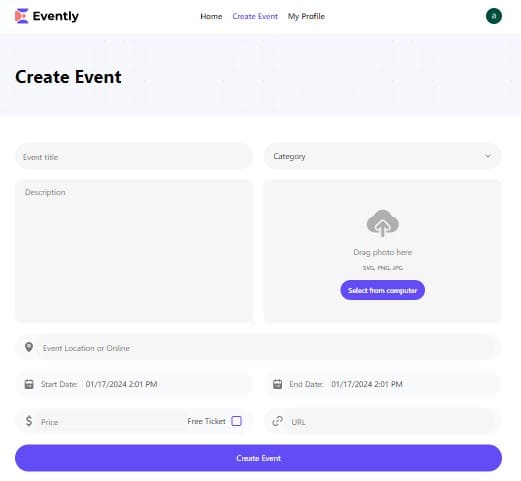 Evently
Home Create Event My Profile
a
Create Event
Event title
Category
Description
Drag photo here
SVG, PNG, JPG
Select from computer
Event Location or Online
Start Date: 01/17/2024 2:01 PM
End Date: 01/17/2024 2:01 PM
$ Price Free Ticket
URL
Create Event